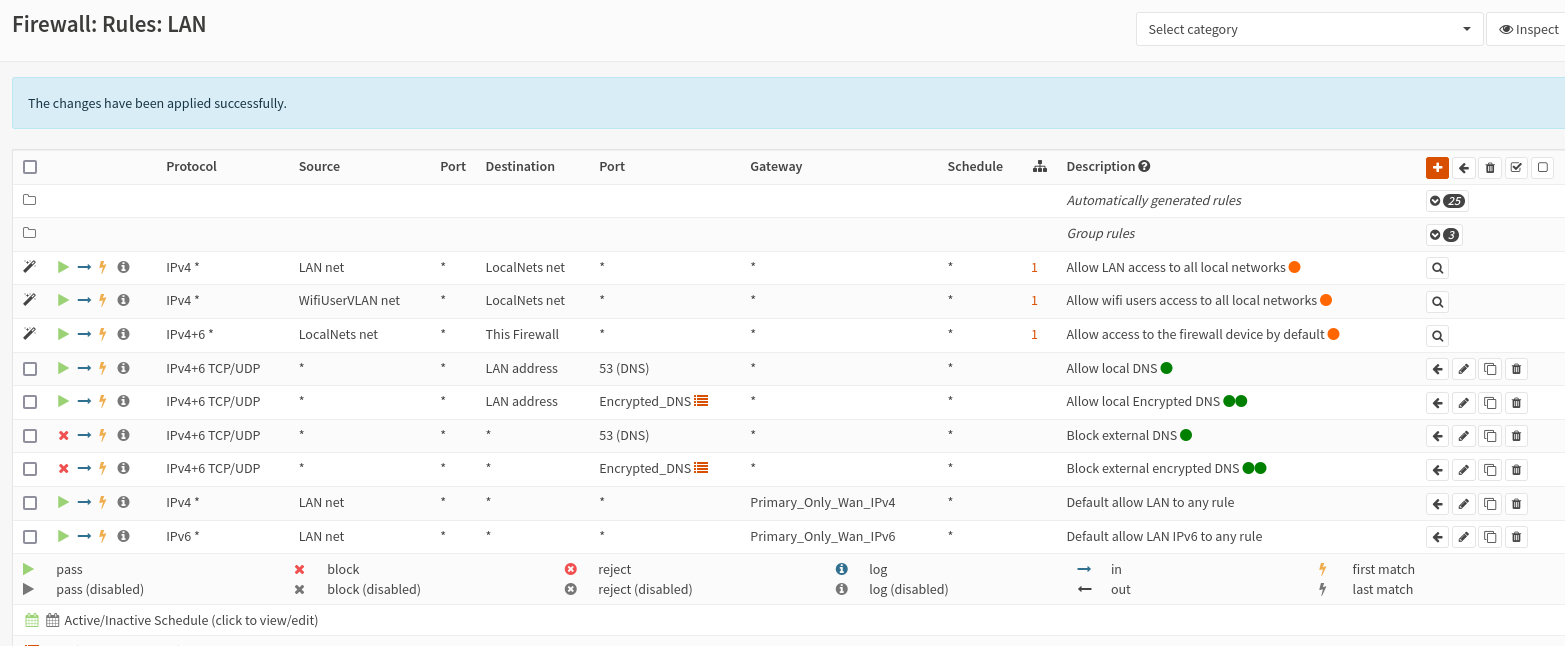 Firewall: Rules: LAN
Select category
Inspect
The changes have been applied successfully.
Protocol Source Port Destination Port Gateway Schedule Description
Automatically generated rules 25
Group rules 3
IPv4 * LAN net * LocalNets net * * * 1 Allow LAN access to all local networks
IPv4 * WifiUserVLAN net * LocalNets net * * * 1 Allow wifi users access to all local networks
IPv4+6 * LocalNets net * This Firewall * * * 1 Allow access to the firewall device by default
IPv4+6 TCP/UDP * * LAN address 53 (DNS) * * Allow local DNS
IPv4+6 TCP/UDP * * LAN address Encrypted_DNS * * Allow local Encrypted DNS
IPv4+6 TCP/UDP * * * 53 (DNS) * * Block external DNS
IPv4+6 TCP/UDP * * * Encrypted_DNS * * Block external encrypted DNS
IPv4 * LAN net * * * Primary_Only_Wan_IPv4 * Default allow LAN to any rule
IPv6 * LAN net * * * Primary_Only_Wan_IPv6 * Default allow LAN IPv6 to any rule
pass block reject log in first match
pass (disabled) block (disabled) reject (disabled) log (disabled) out last match
Active/Inactive Schedule (click to view/edit)